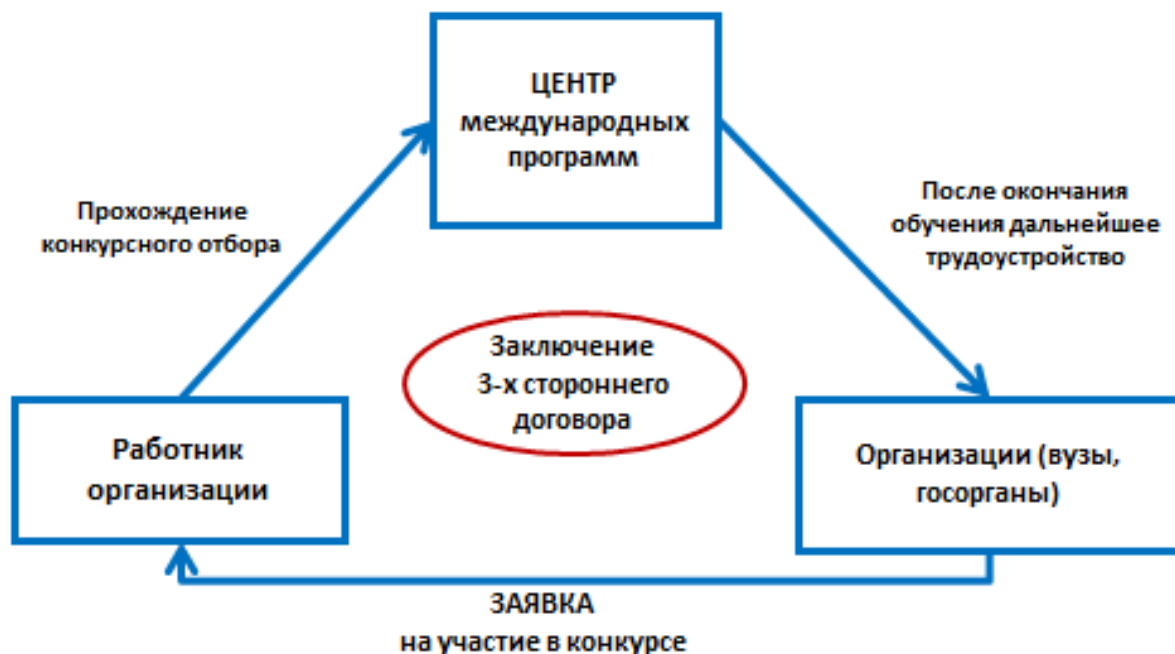 ЦЕНТР
международных
программ
Прохождение
конкурсного отбора
После окончания
обучения дальнейшее
трудоустройство
Заключение
3-х стороннего
договора
Работник
организации
Организации (вузы,
госорганы)
ЗАЯВКА
на участие в конкурсе